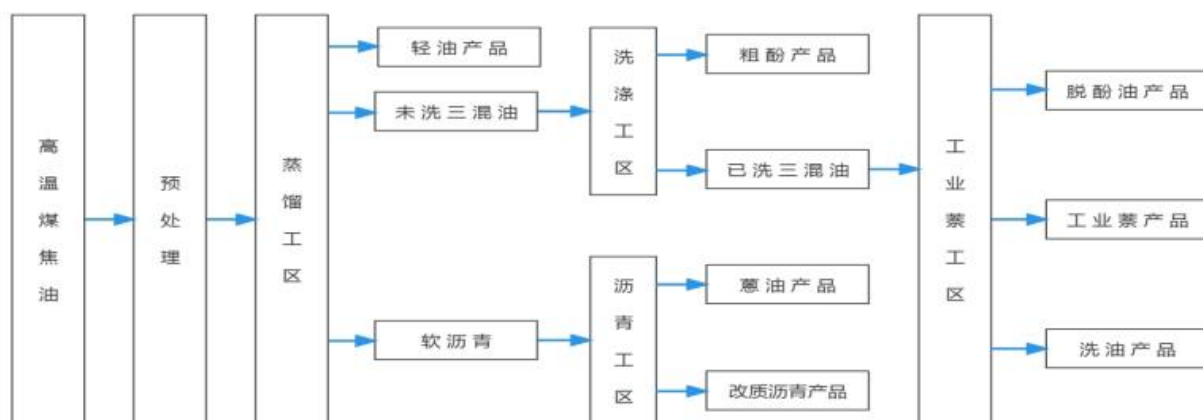 高温煤焦油
预处理
蒸馏工区
轻油产品
未洗三混油
软沥青
洗涤工区
沥青工区
粗酚产品
已洗三混油
蒽油产品
改质沥青产品
工业萘工区
脱酚油产品
工业萘产品
洗油产品